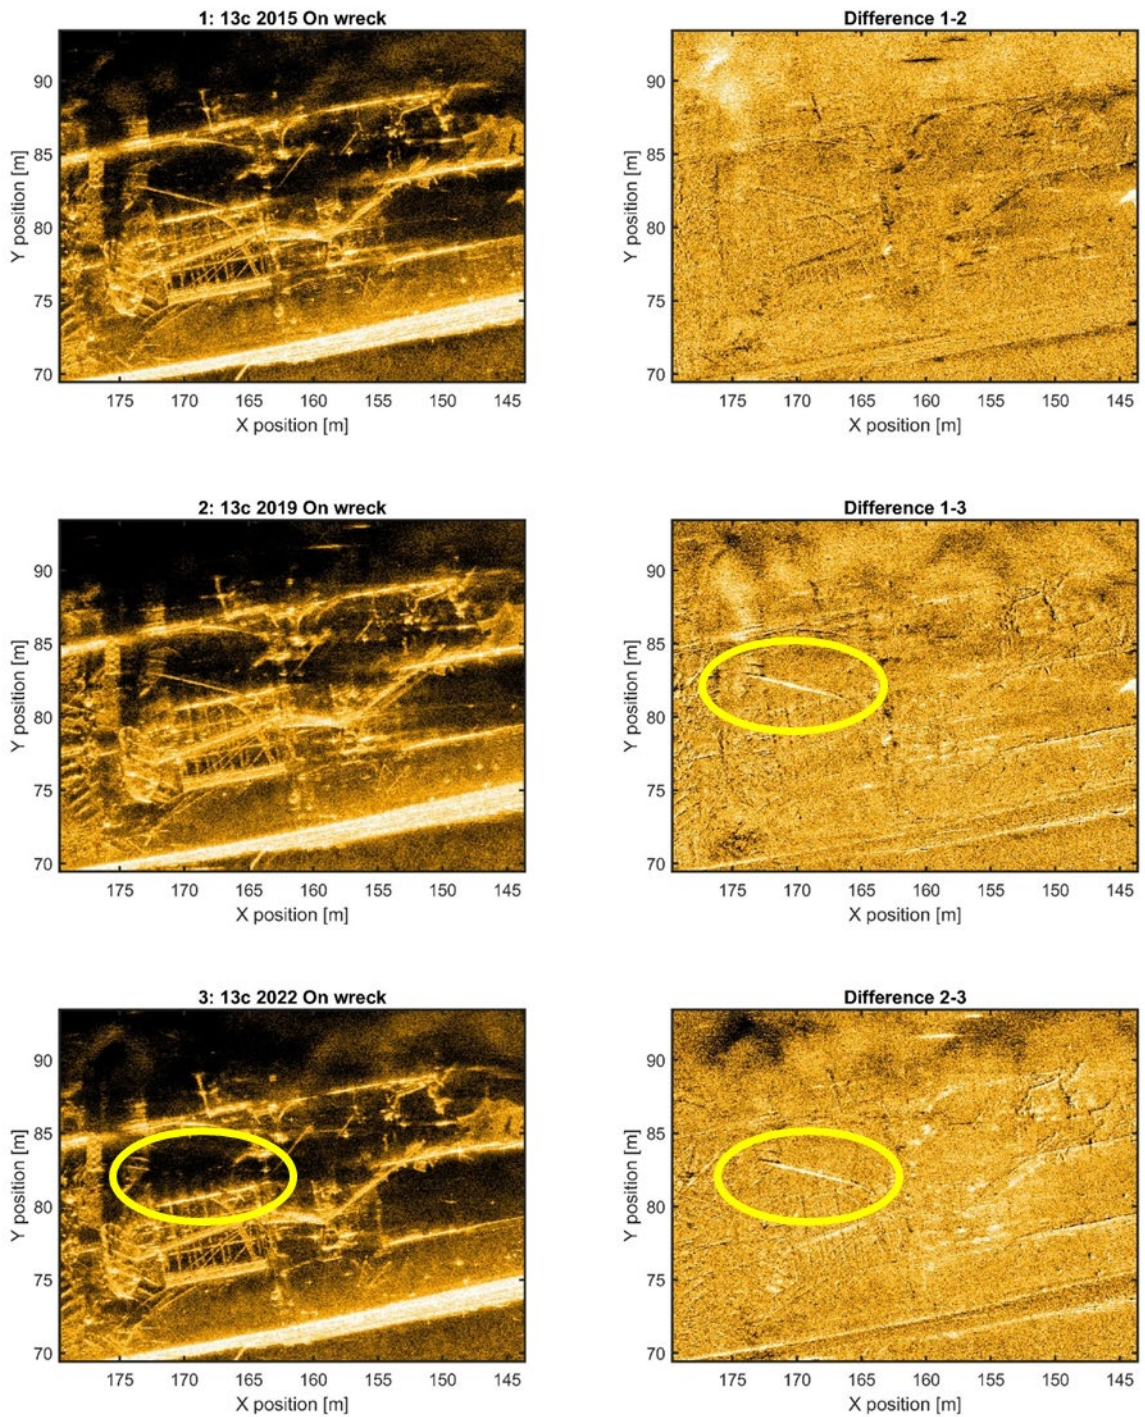 1: 13c 2015 On wreck
Difference 1-2
90
85
80
75
70
Y position [m]
175 170 165 160 155 150 145
X position [m]
90
85
80
75
70
Y position [m]
175 170 165 160 155 150 145
X position [m]
2: 13c 2019 On wreck
Difference 1-3
90
85
80
75
70
Y position [m]
175 170 165 160 155 150 145
X position [m]
90
85
80
75
70
Y position [m]
175 170 165 160 155 150 145
X position [m]
3: 13c 2022 On wreck
Difference 2-3
90
85
80
75
70
Y position [m]
175 170 165 160 155 150 145
X position [m]
90
85
80
75
70
Y position [m]
175 170 165 160 155 150 145
X position [m]